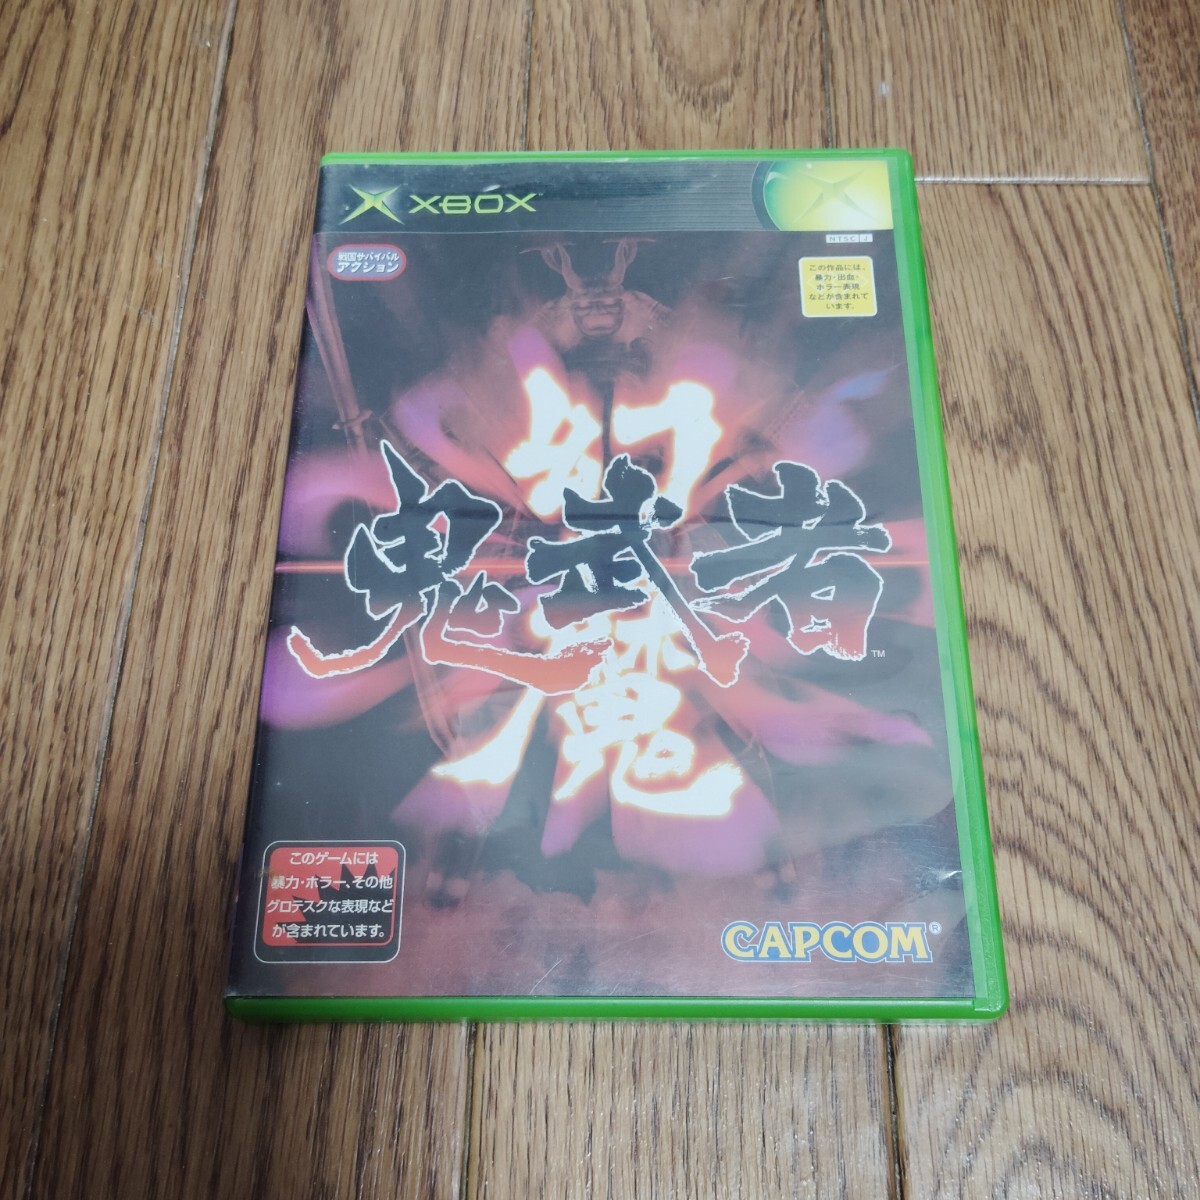 XBOX™
NTSC J
戦国サバイバル
アクション
この作品には、
暴力・出血・
ホラー表現
などが含まれて
います。
幻魔
鬼武者™
このゲームには
暴力・ホラー、その他
グロテスクな表現など
が含まれています。
CAPCOM®